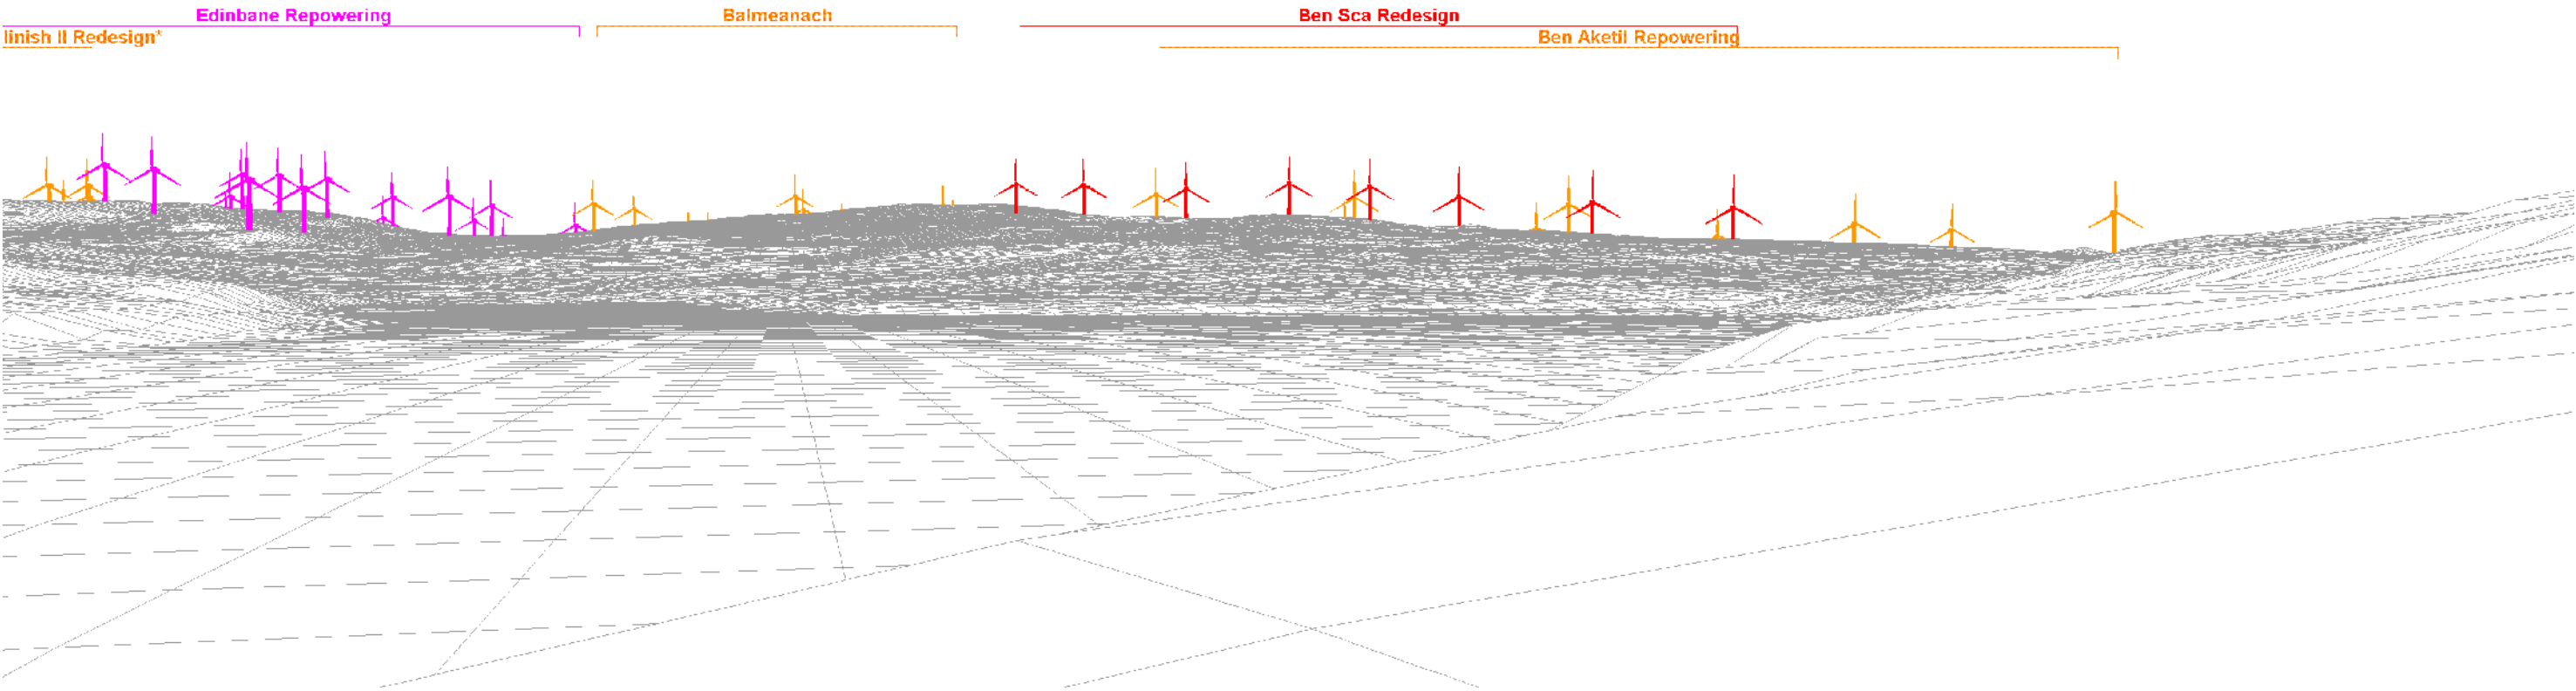 Edinbane Repowering
Balmeanach
Ben Sca Redesign
linish II Redesign*
Ben Aketil Repowering